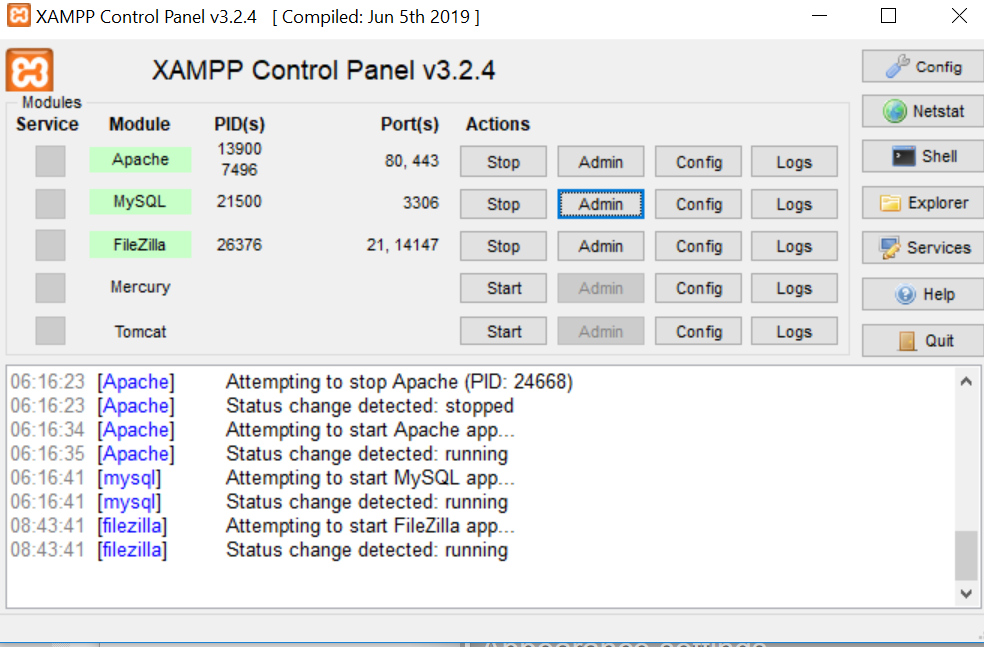 XAMPP Control Panel v3.2.4 [ Compiled: Jun 5th 2019 ]
XAMPP Control Panel v3.2.4
Config
Modules
Service Module PID(s) Port(s) Actions
Netstat
Apache 13900 7496 80, 443 Stop Admin Config Logs
Shell
MySQL 21500 3306 Stop Admin Config Logs
Explorer
FileZilla 26376 21, 14147 Stop Admin Config Logs
Services
Mercury Start Admin Config Logs
Help
Tomcat Start Admin Config Logs
Quit
06:16:23 [Apache] Attempting to stop Apache (PID: 24668)
06:16:23 [Apache] Status change detected: stopped
06:16:34 [Apache] Attempting to start Apache app...
06:16:35 [Apache] Status change detected: running
06:16:41 [mysql] Attempting to start MySQL app...
06:16:41 [mysql] Status change detected: running
08:43:41 [filezilla] Attempting to start FileZilla app...
08:43:41 [filezilla] Status change detected: running